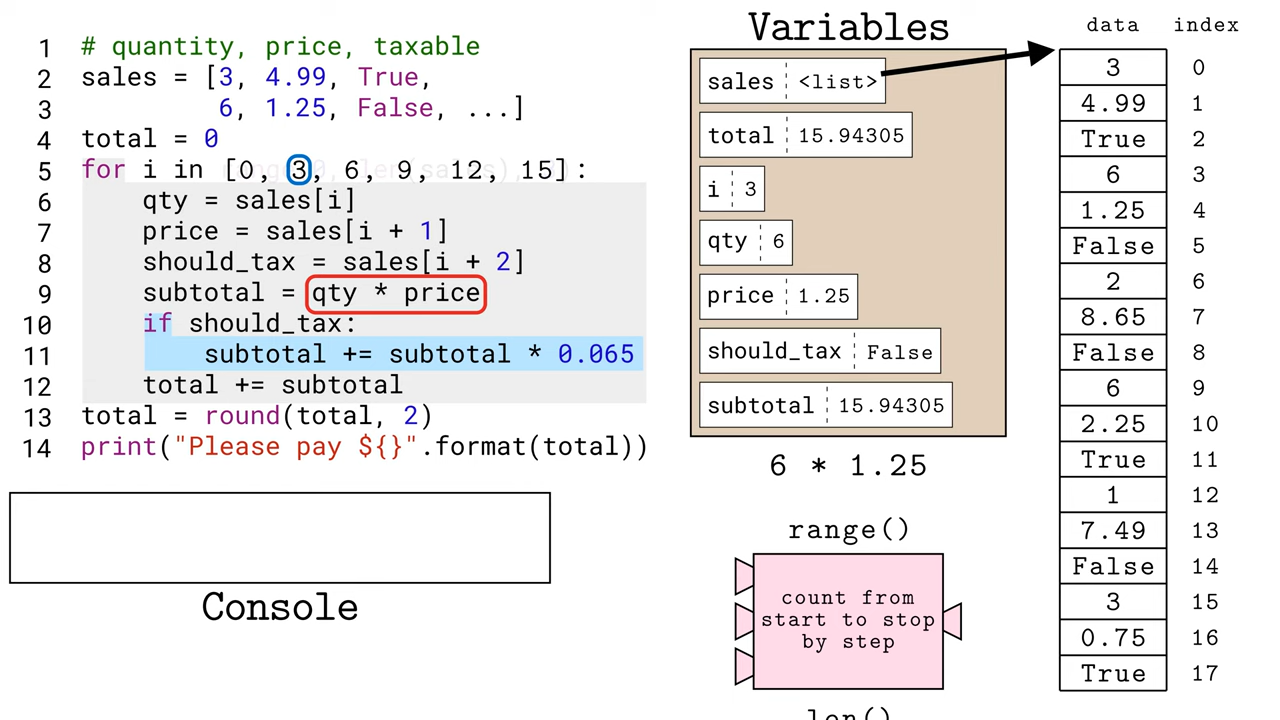 1 # quantity, price, taxable
2 sales = [3, 4.99, True,
3 6, 1.25, False, ...]
4 total = 0
5 for i in [0, 3, 6, 9, 12, 15]:
6 qty = sales[i]
7 price = sales[i + 1]
8 should_tax = sales[i + 2]
9 subtotal = qty * price
10 if should_tax:
11 subtotal += subtotal * 0.065
12 total += subtotal
13 total = round(total, 2)
14 print("Please pay ${}".format(total))
Console
Variables
sales <list>
total 15.94305
i 3
qty 6
price 1.25
should_tax False
subtotal 15.94305
6 * 1.25
range()
count from
start to stop
by step
len()
data index
3 0
4.99 1
True 2
6 3
1.25 4
False 5
2 6
8.65 7
False 8
6 9
2.25 10
True 11
1 12
7.49 13
False 14
3 15
0.75 16
True 17